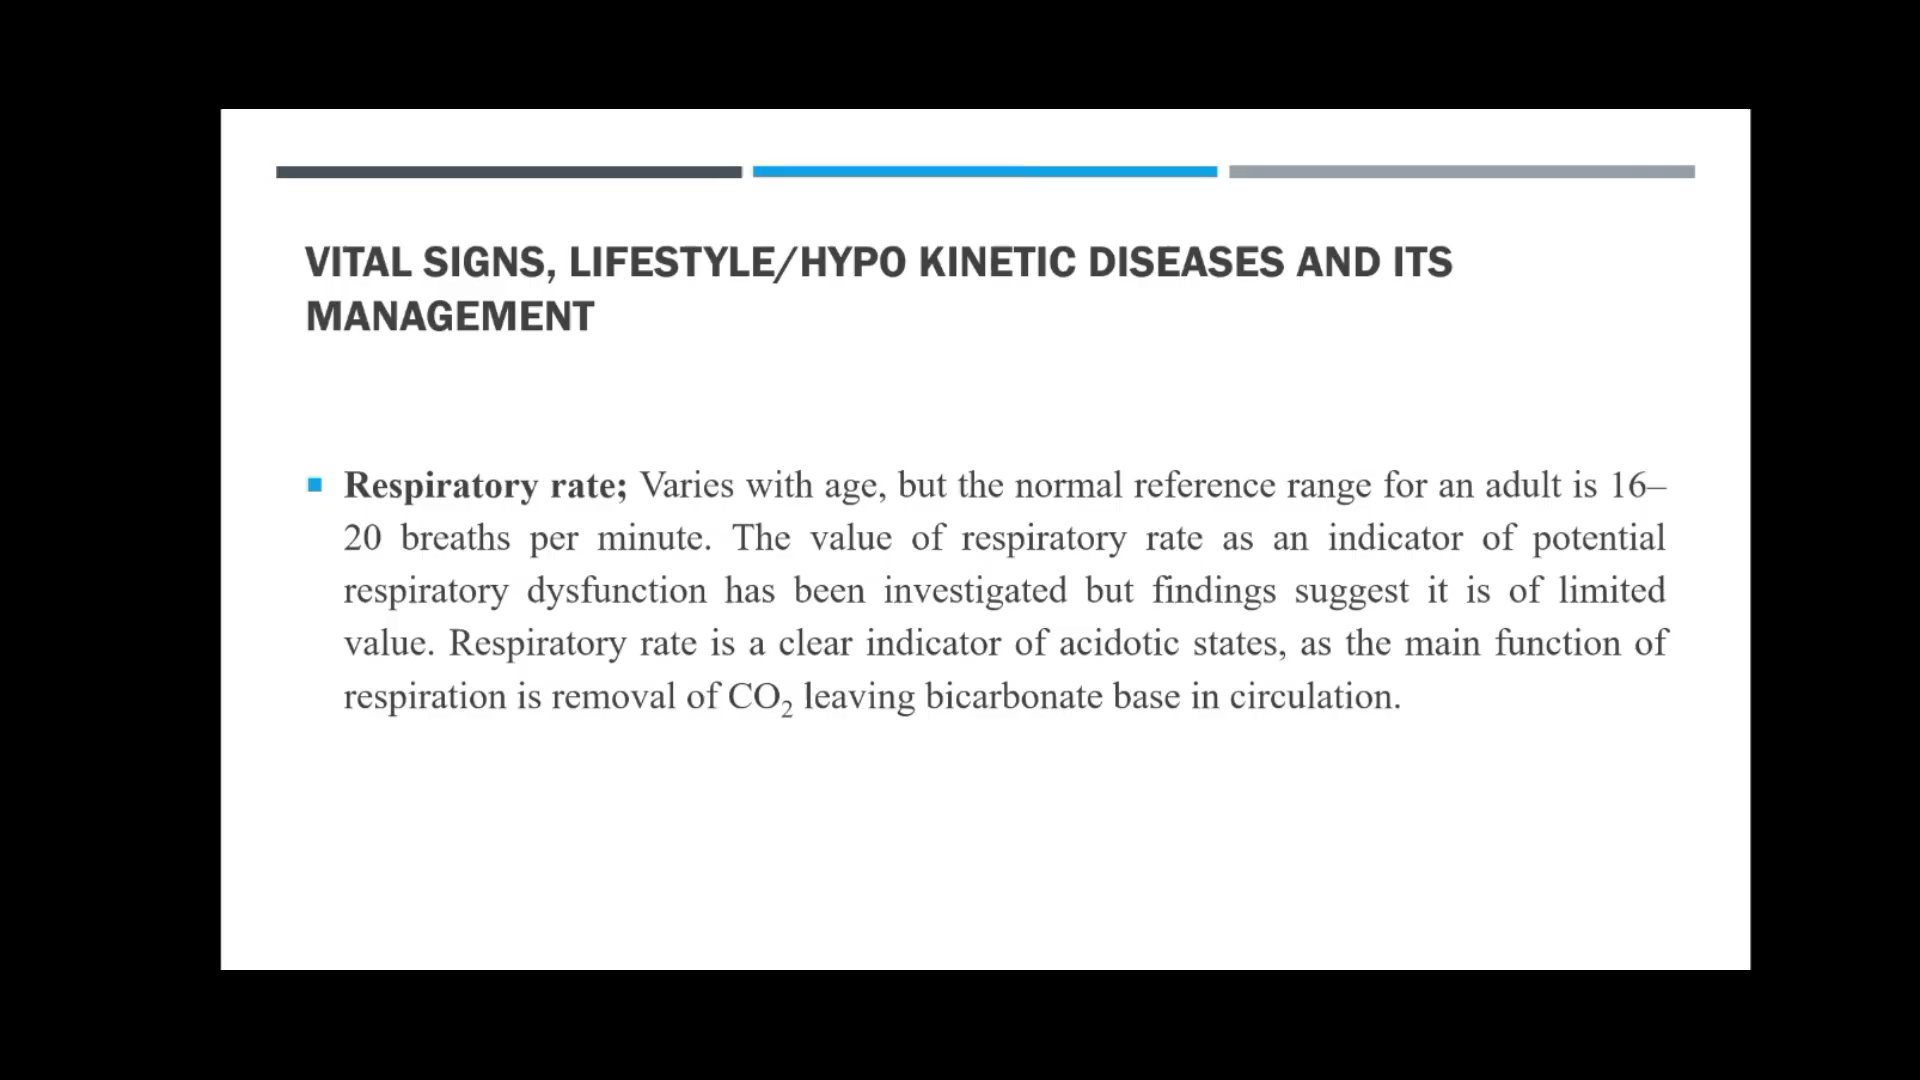 VITAL SIGNS, LIFESTYLE/HYPO KINETIC DISEASES AND ITS
MANAGEMENT
Respiratory rate; Varies with age, but the normal reference range for an adult is 16–
20 breaths per minute. The value of respiratory rate as an indicator of potential
respiratory dysfunction has been investigated but findings suggest it is of limited
value. Respiratory rate is a clear indicator of acidotic states, as the main function of
respiration is removal of CO₂ leaving bicarbonate base in circulation.